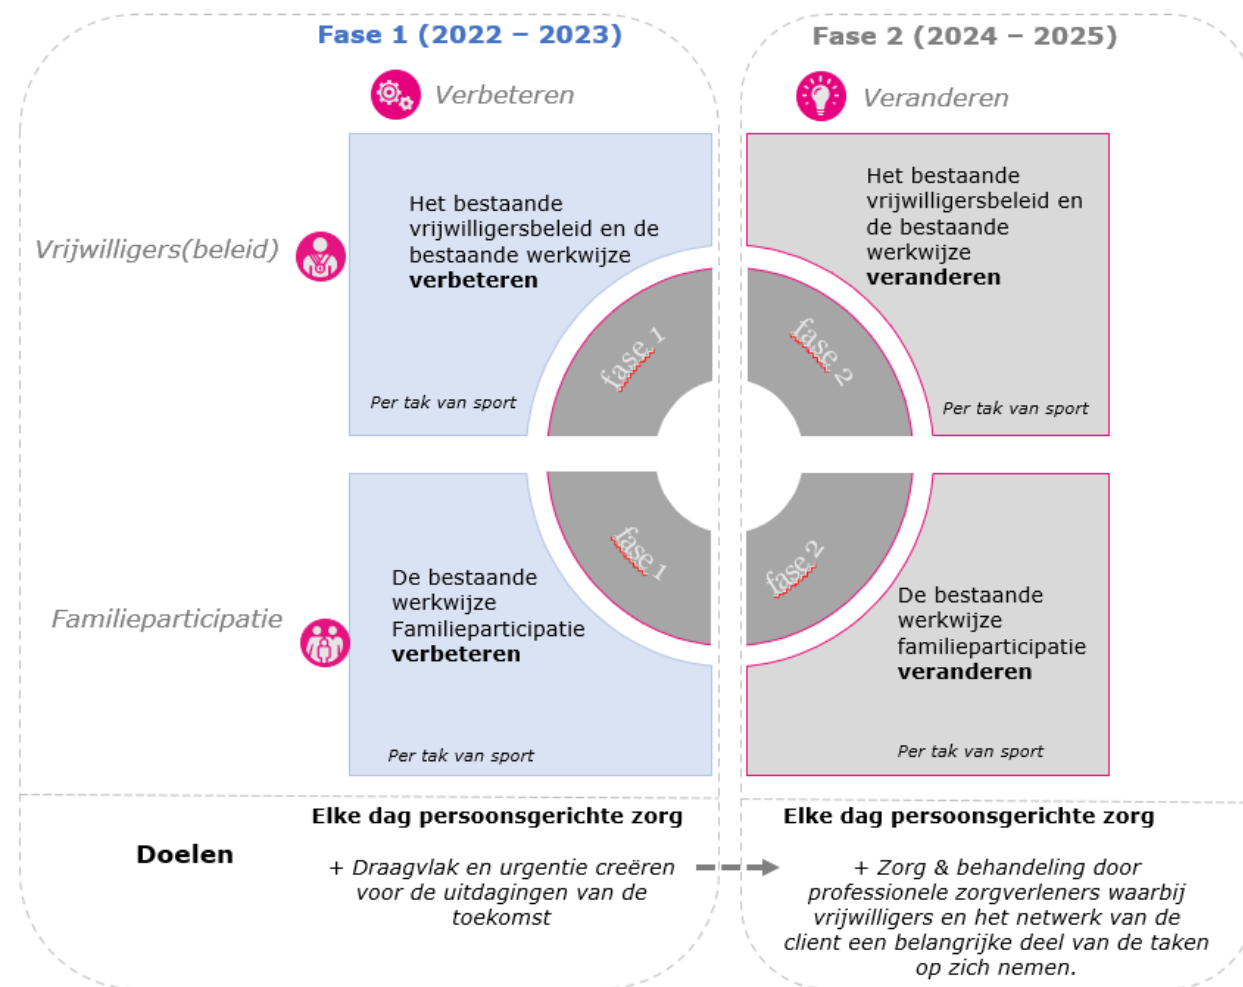 Fase 1 (2022 – 2023)
Verbeteren
Fase 2 (2024 – 2025)
Veranderen
Vrijwilligers(beleid)
Het bestaande
vrijwilligersbeleid en de
bestaande werkwijze
verbeteren
Per tak van sport
fase 1
Het bestaande
vrijwilligersbeleid en
de bestaande
werkwijze
veranderen
Per tak van sport
fase 2
Familieparticipatie
De bestaande
werkwijze
Familieparticipatie
verbeteren
Per tak van sport
fase 1
De bestaande
werkwijze
familieparticipatie
veranderen
Per tak van sport
fase 2
Doelen
Elke dag persoonsgerichte zorg
+ Draagvlak en urgentie creëren
voor de uitdagingen van de
toekomst
Elke dag persoonsgerichte zorg
+ Zorg & behandeling door
professionele zorgverleners waarbij
vrijwilligers en het netwerk van de
client een belangrijke deel van de taken
op zich nemen.